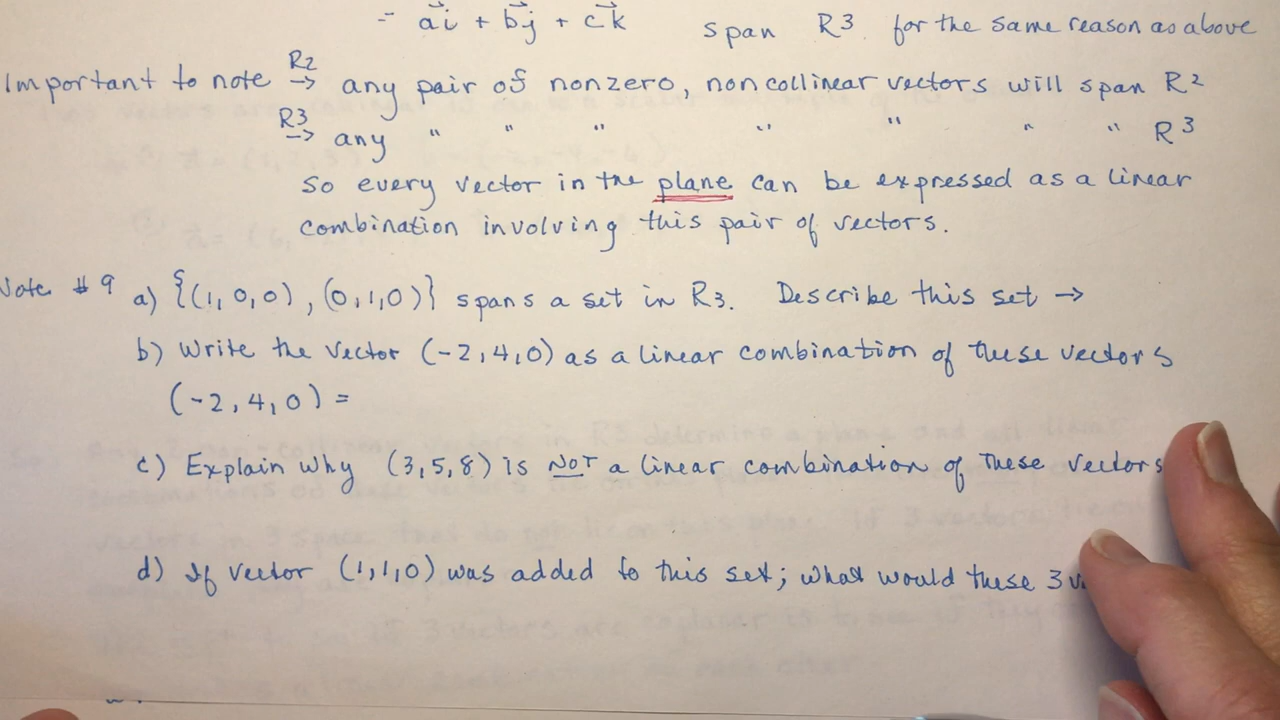 = ai⃗ + bj⃗ + ck⃗ span R3 for the same reason as above
Important to note R2 → any pair of nonzero, noncollinear vectors will span R2
R3 → any " " " " " " " R3
So every vector in the plane can be expressed as a linear
combination involving this pair of vectors.
Note #9 a) {(1,0,0), (0,1,0)} spans a set in R3. Describe this set →
b) Write the vector (-2,4,0) as a linear combination of these vectors
(-2,4,0) =
c) Explain why (3,5,8) is NOT a linear combination of these vectors
d) If vector (1,1,0) was added to this set; what would these 3